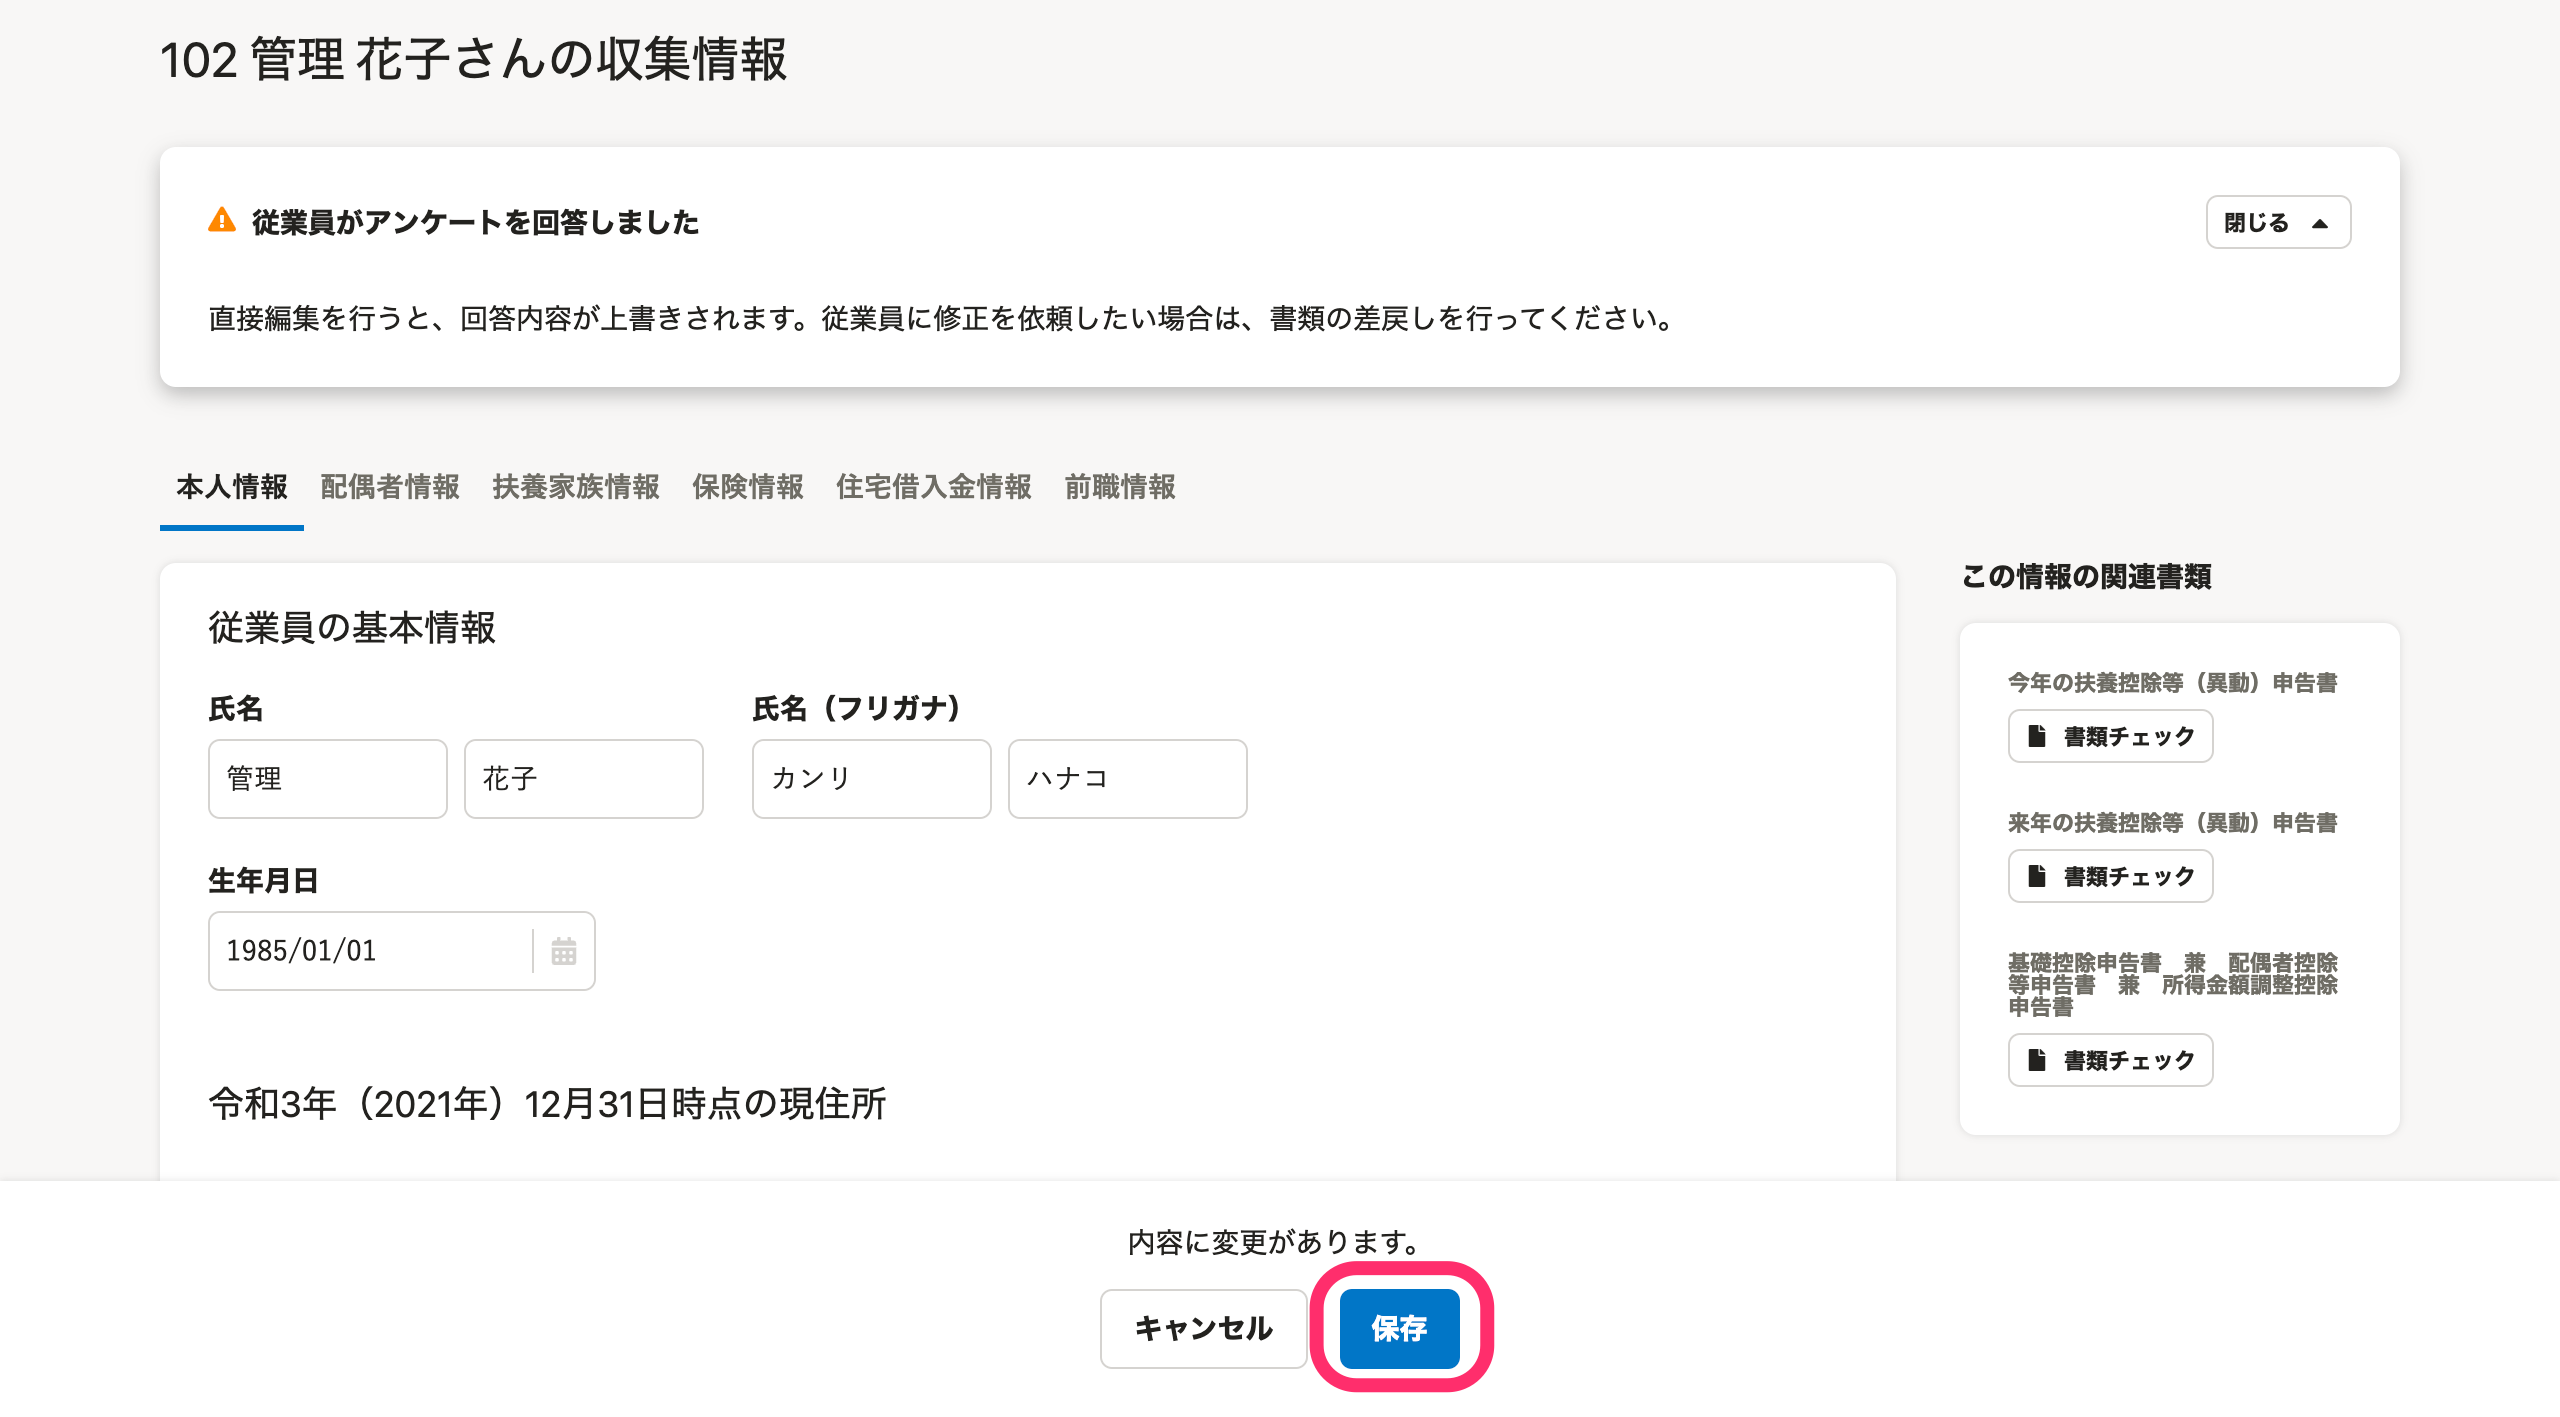 102 管理 花子さんの収集情報
従業員がアンケートを回答しました
閉じる
直接編集を行うと、回答内容が上書きされます。従業員に修正を依頼したい場合は、書類の差戻しを行ってください。
本人情報 配偶者情報 扶養家族情報 保険情報 住宅借入金情報 前職情報
従業員の基本情報
氏名 氏名（フリガナ）
管理 花子 カンリ ハナコ
生年月日
1985/01/01
令和3年（2021年）12月31日時点の現住所
この情報の関連書類
今年の扶養控除等（異動）申告書
書類チェック
来年の扶養控除等（異動）申告書
書類チェック
基礎控除申告書　兼　配偶者控除
等申告書　兼　所得金額調整控除
申告書
書類チェック
内容に変更があります。
キャンセル 保存